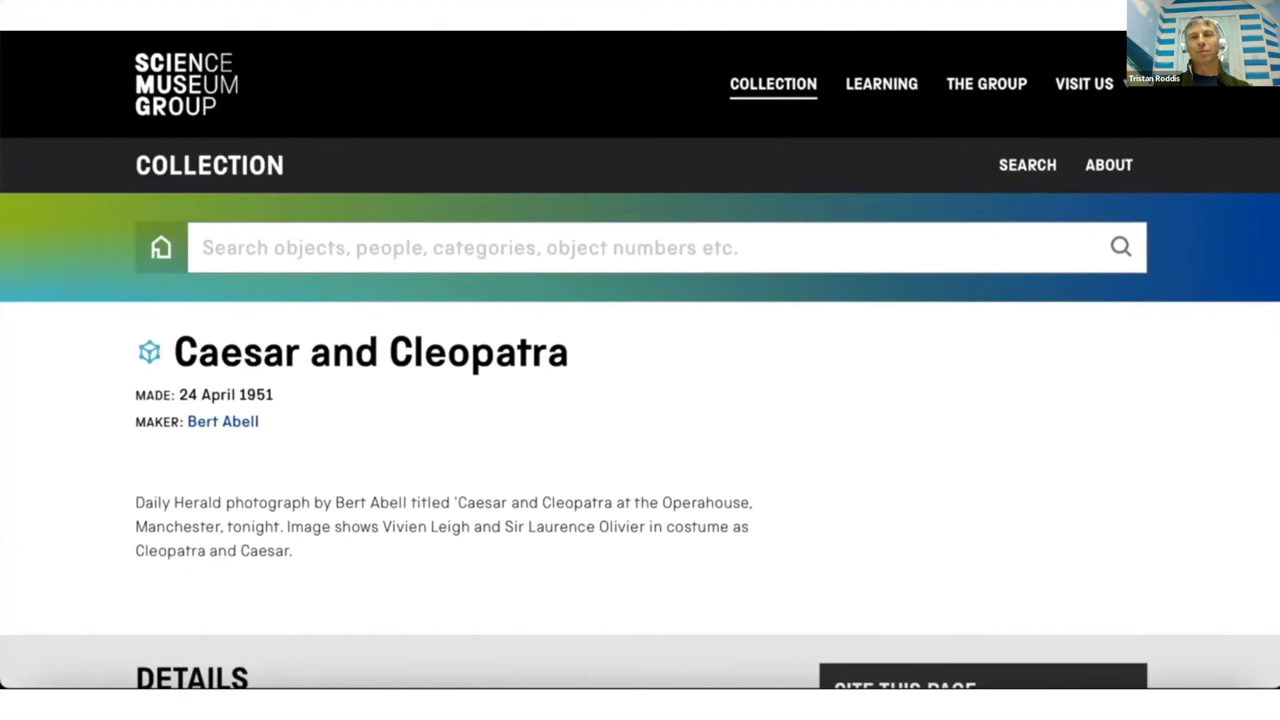 SCIENCE
MUSEUM
GROUP
COLLECTION LEARNING THE GROUP VISIT US
Tristan Roddis
COLLECTION SEARCH ABOUT
Search objects, people, categories, object numbers etc.
Caesar and Cleopatra
MADE: 24 April 1951
MAKER: Bert Abell
Daily Herald photograph by Bert Abell titled 'Caesar and Cleopatra at the Operahouse,
Manchester, tonight. Image shows Vivien Leigh and Sir Laurence Olivier in costume as
Cleopatra and Caesar.
DETAILS
CITE THIS PAGE